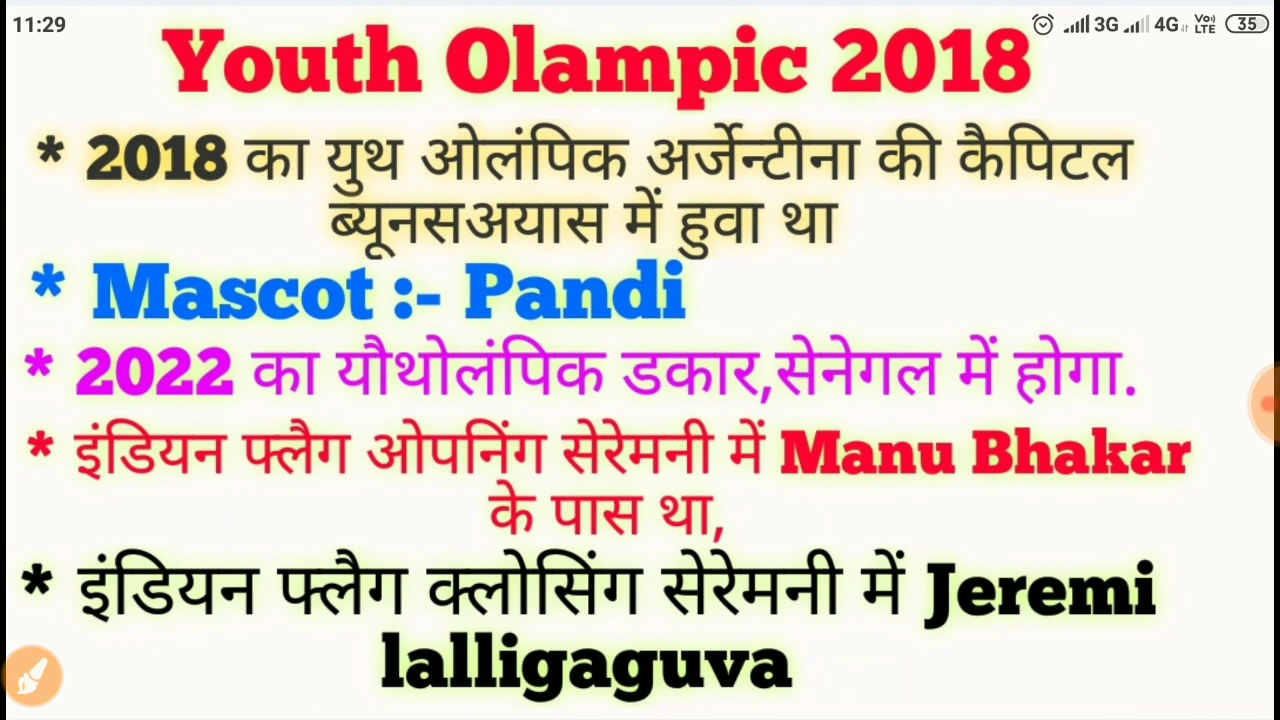 11:29 3G 4G Vo) LTE 35
Youth Olampic 2018
* 2018 का युथ ओलंपिक अर्जेन्टीना की कैपिटल
ब्यूनसअयास में हुवा था
* Mascot :- Pandi
* 2022 का यौथोलंपिक डकार,सेनेगल में होगा.
* इंडियन फ्लैग ओपनिंग सेरेमनी में Manu Bhakar
के पास था,
* इंडियन फ्लैग क्लोसिंग सेरेमनी में Jeremi
lalligaguva